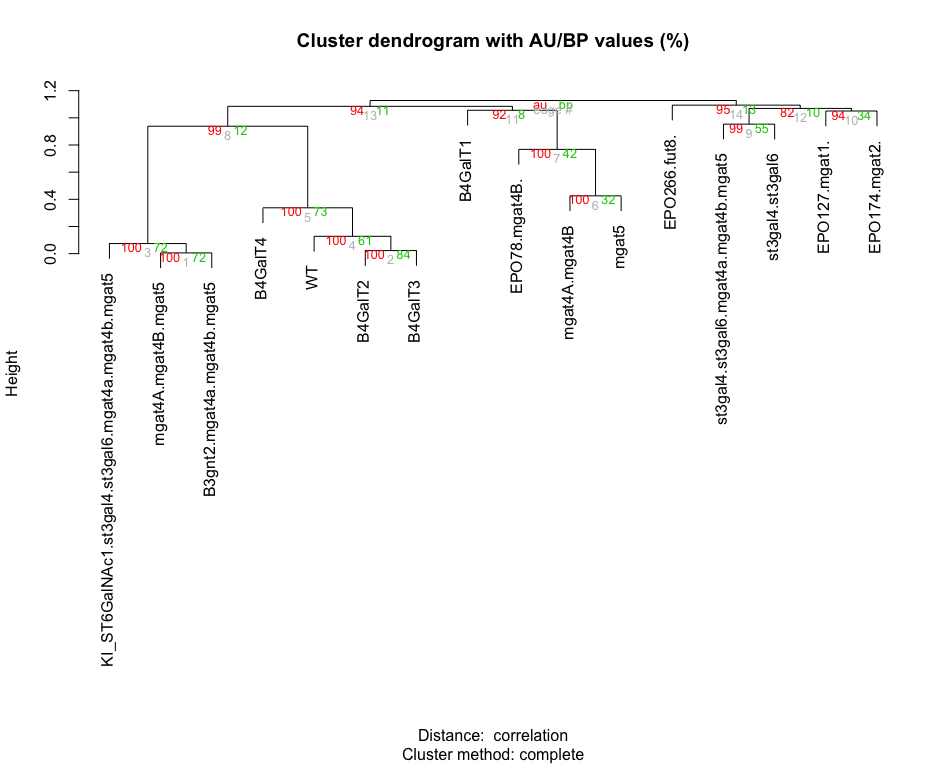 Cluster dendrogram with AU/BP values (%)
Height
0.0
0.4
0.8
1.2
au bp
edge #
94 11
13
99 12
8
92 8
11
95 13
14
82 10
12
94 34
10
99 55
9
100 42
7
100 32
6
100 73
5
100 61
4
100 84
2
100 72
3
100 72
1
KI_ST6GalNAc1.st3gal4.st3gal6.mgat4a.mgat4b.mgat5
mgat4A.mgat4B.mgat5
B3gnt2.mgat4a.mgat4b.mgat5
B4GalT4
WT
B4GalT2
B4GalT3
B4GalT1
EPO78.mgat4B.
mgat4A.mgat4B
mgat5
EPO266.fut8.
st3gal4.st3gal6.mgat4a.mgat4b.mgat5
st3gal4.st3gal6
EPO127.mgat1.
EPO174.mgat2.
Distance: correlation
Cluster method: complete